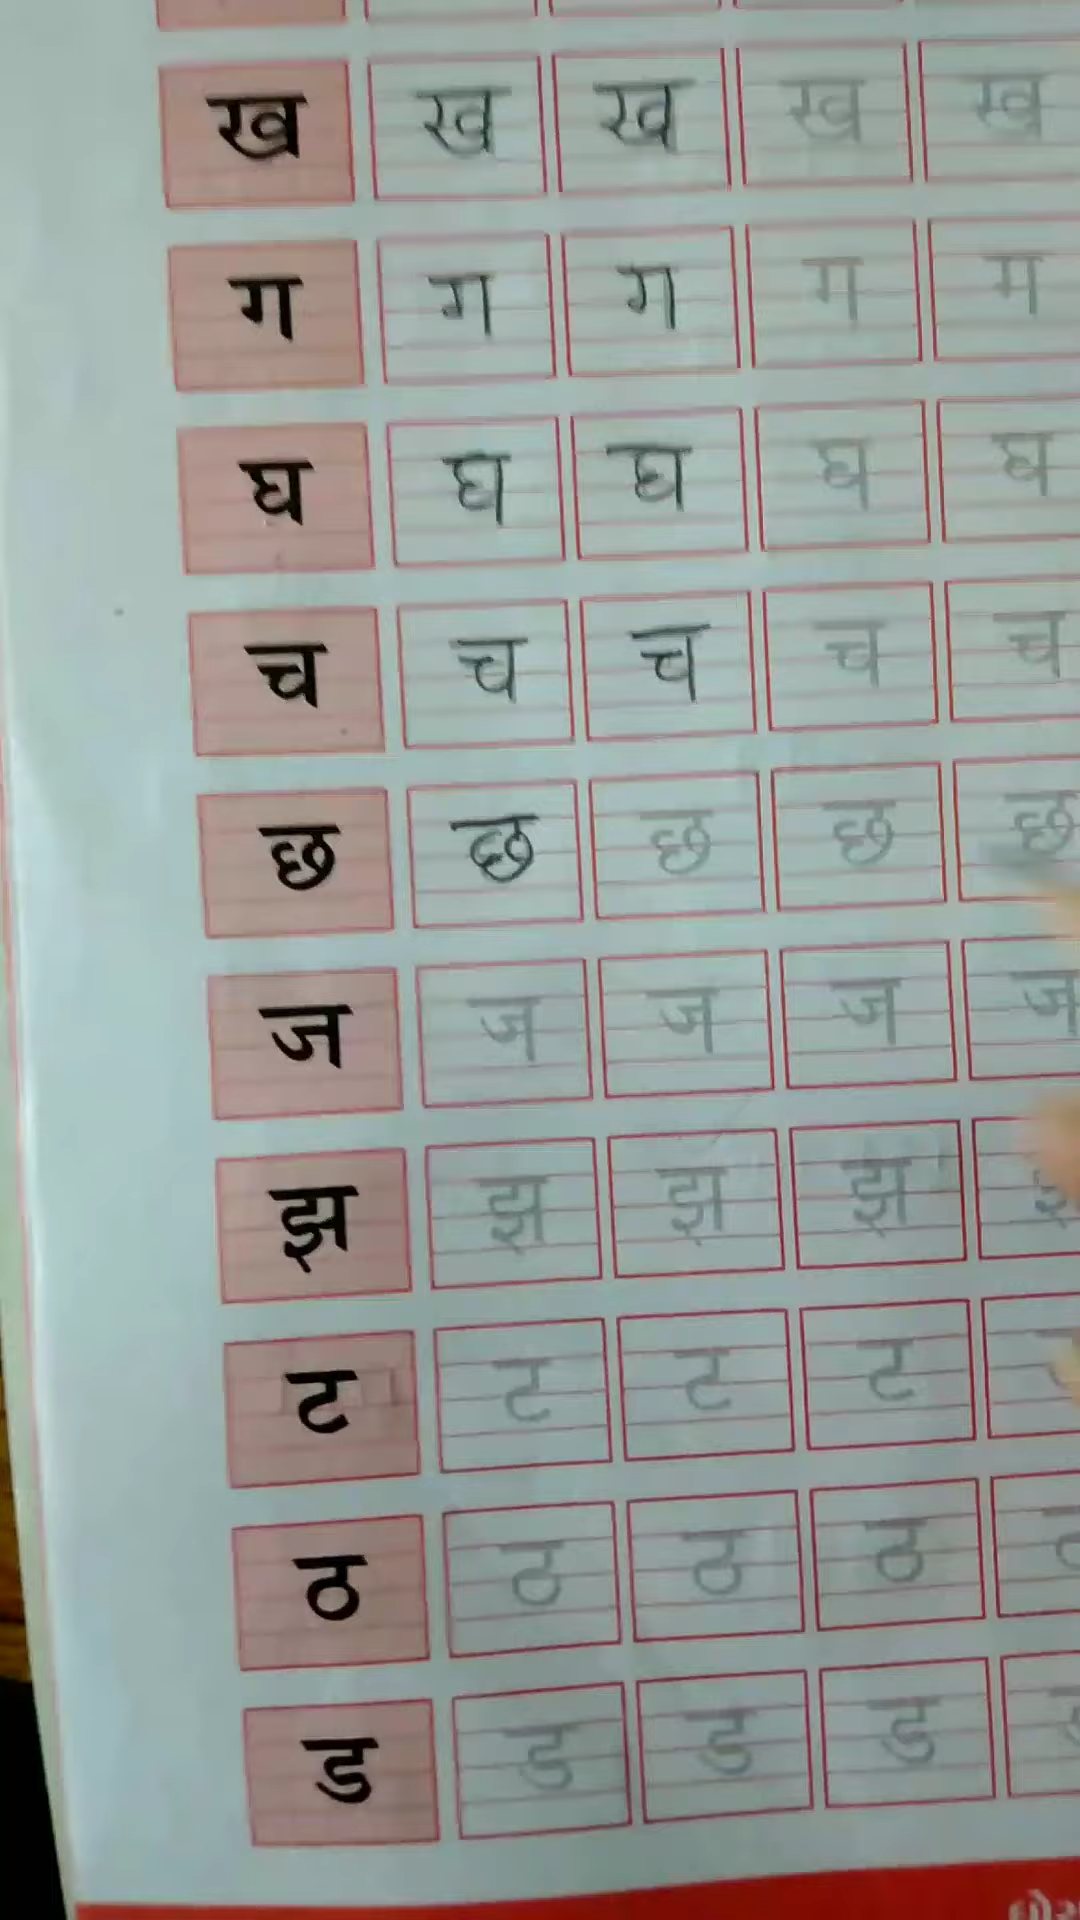 ख ख ख ख ख
ग ग ग ग ग
घ घ घ घ घ
च च च च च
छ छ छ छ छ
ज ज ज ज ज
झ झ झ झ
ट ट ट ट
ठ ठ ठ ठ
ड ड ड ड